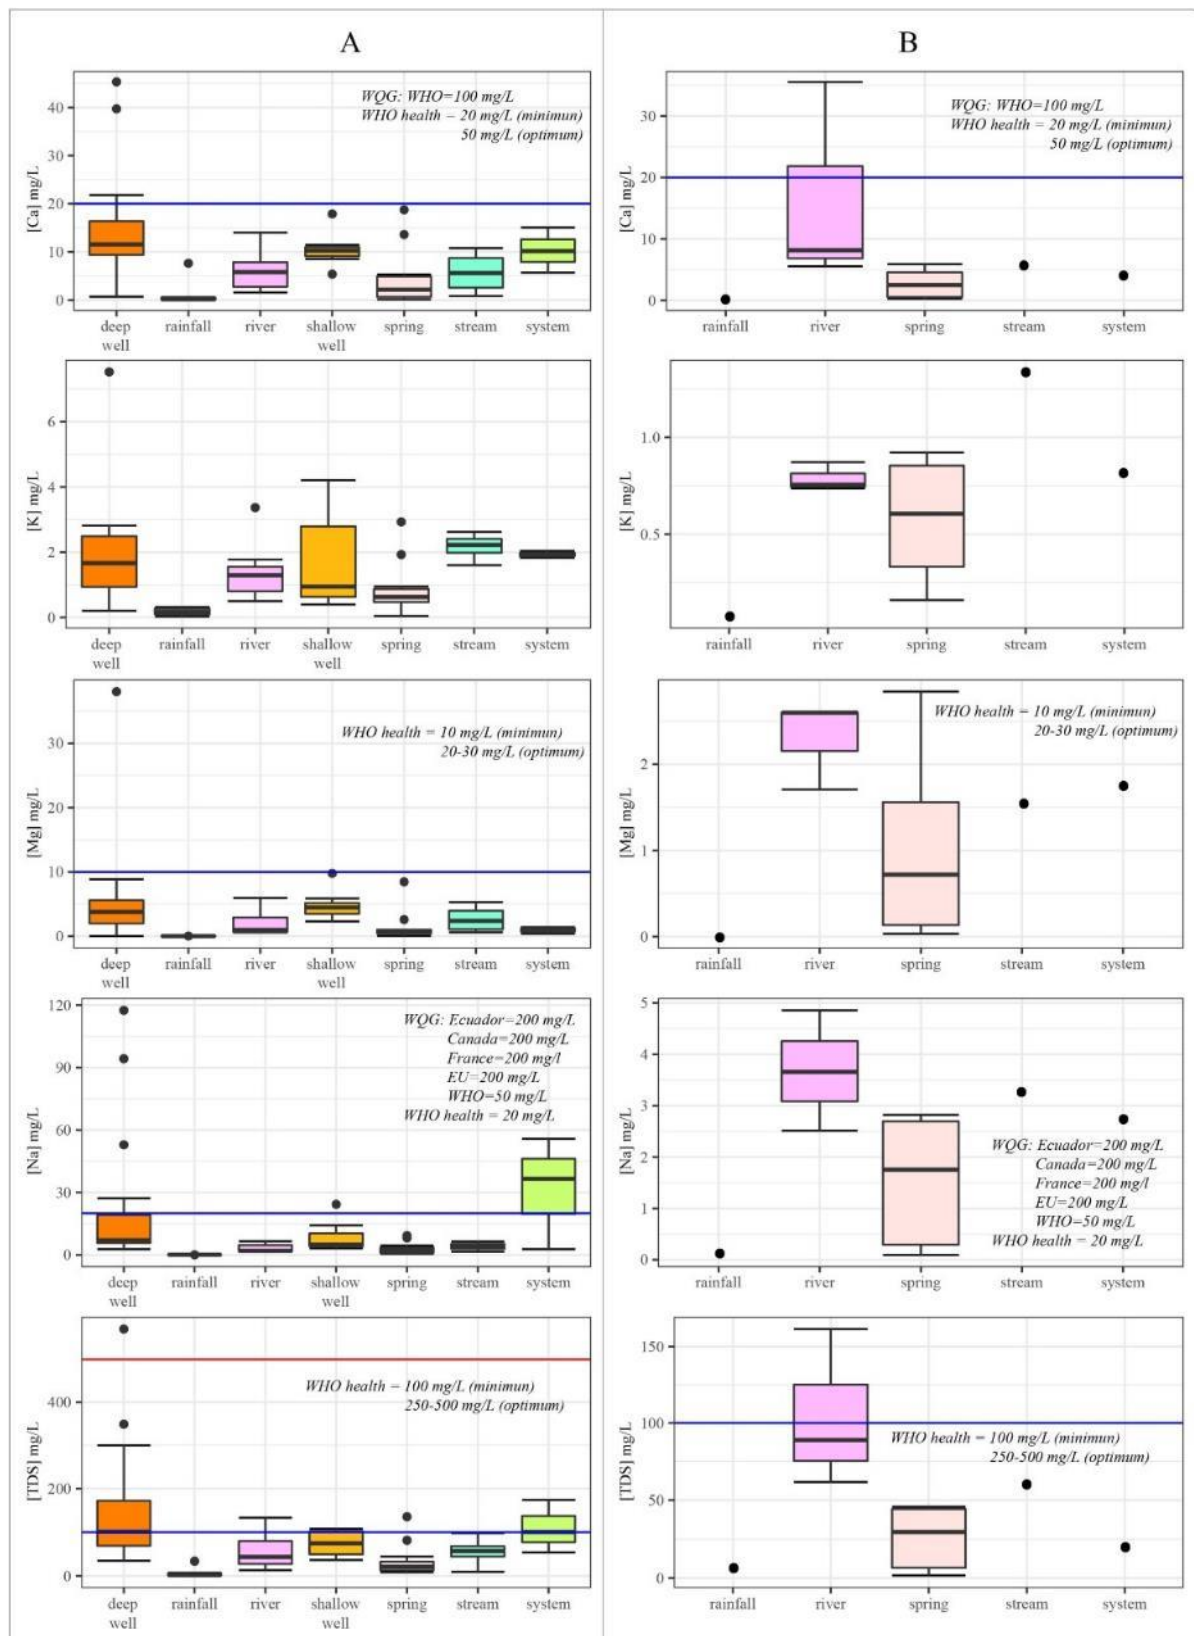 A
[Ca] mg/L
40
30
20
10
0
WQG: WHO=100 mg/L
WHO health = 20 mg/L (minimun)
50 mg/L (optimum)
deep rainfall river shallow spring stream system
well well
[K] mg/L
6
4
2
0
deep rainfall river shallow spring stream system
well well
[Mg] mg/L
30
20
10
0
WHO health = 10 mg/L (minimun)
20-30 mg/L (optimum)
deep rainfall river shallow spring stream system
well well
[Na] mg/L
120
90
60
30
0
WQG: Ecuador=200 mg/L
Canada=200 mg/L
France=200 mg/l
EU=200 mg/L
WHO=50 mg/L
WHO health = 20 mg/L
deep rainfall river shallow spring stream system
well well
[TDS] mg/L
400
200
0
WHO health = 100 mg/L (minimun)
250-500 mg/L (optimum)
deep rainfall river shallow spring stream system
well well
B
[Ca] mg/L
30
20
10
0
WQG: WHO=100 mg/L
WHO health = 20 mg/L (minimun)
50 mg/L (optimum)
rainfall river spring stream system
[K] mg/L
1.0
0.5
rainfall river spring stream system
[Mg] mg/L
2
1
0
WHO health = 10 mg/L (minimun)
20-30 mg/L (optimum)
rainfall river spring stream system
[Na] mg/L
5
4
3
2
1
0
WQG: Ecuador=200 mg/L
Canada=200 mg/L
France=200 mg/l
EU=200 mg/L
WHO=50 mg/L
WHO health = 20 mg/L
rainfall river spring stream system
[TDS] mg/L
150
100
50
0
WHO health = 100 mg/L (minimun)
250-500 mg/L (optimum)
rainfall river spring stream system